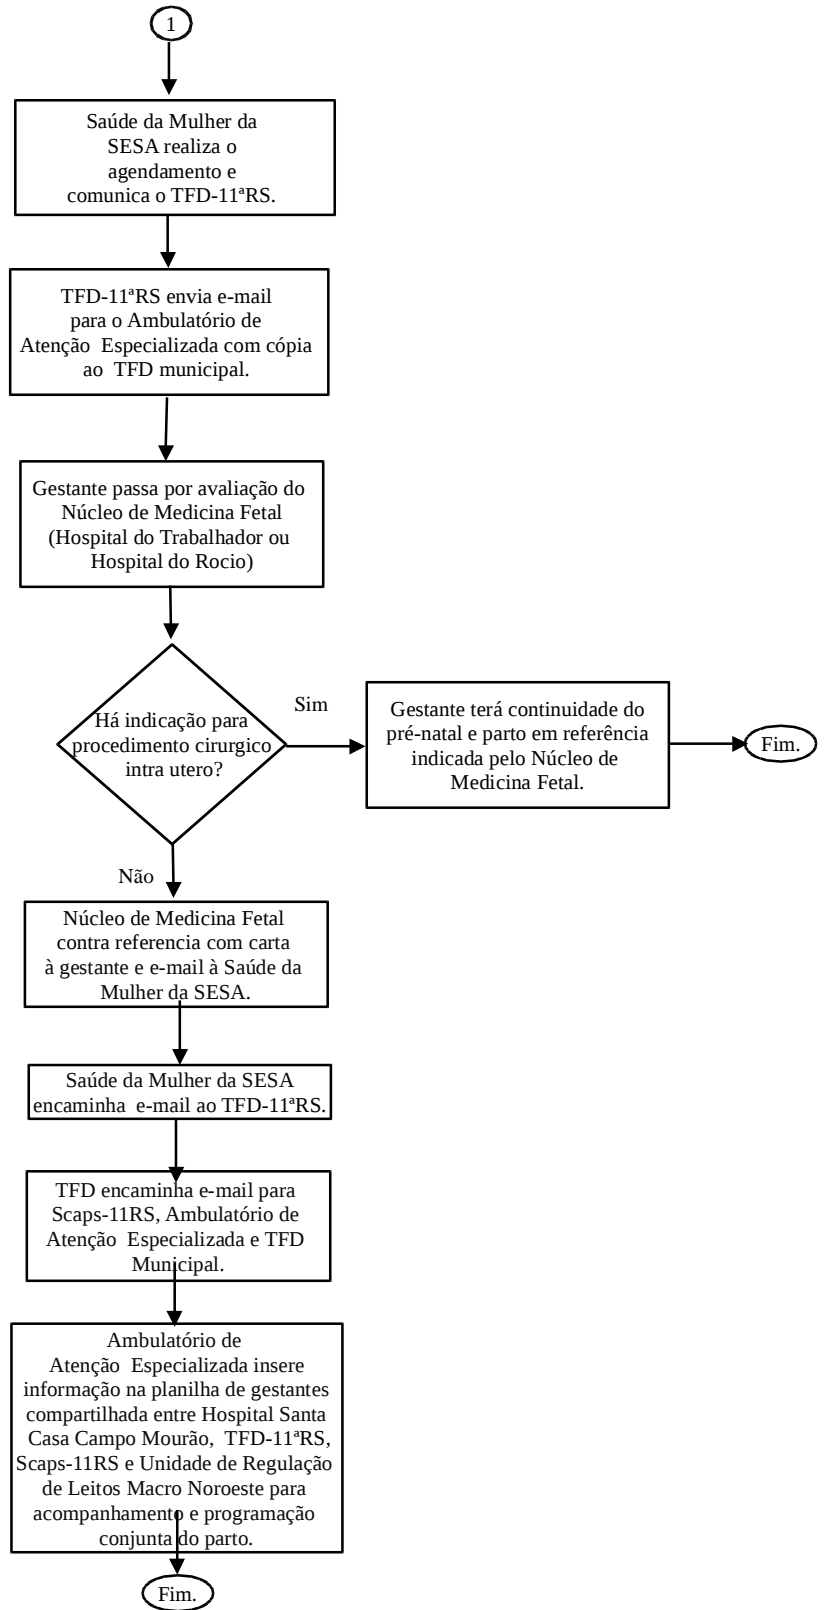 1
Saúde da Mulher da
SESA realiza o
agendamento e
comunica o TFD-11ªRS.
TFD-11ªRS envia e-mail
para o Ambulatório de
Atenção Especializada com cópia
ao TFD municipal.
Gestante passa por avaliação do
Núcleo de Medicina Fetal
(Hospital do Trabalhador ou
Hospital do Rocio)
Há indicação para
procedimento cirurgico
intra utero?
Sim
Gestante terá continuidade do
pré-natal e parto em referência
indicada pelo Núcleo de
Medicina Fetal.
Fim.
Não
Núcleo de Medicina Fetal
contra referencia com carta
à gestante e e-mail à Saúde da
Mulher da SESA.
Saúde da Mulher da SESA
encaminha e-mail ao TFD-11ªRS.
TFD encaminha e-mail para
Scaps-11RS, Ambulatório de
Atenção Especializada e TFD
Municipal.
Ambulatório de
Atenção Especializada insere
informação na planilha de gestantes
compartilhada entre Hospital Santa
Casa Campo Mourão, TFD-11ªRS,
Scaps-11RS e Unidade de Regulação
de Leitos Macro Noroeste para
acompanhamento e programação
conjunta do parto.
Fim.